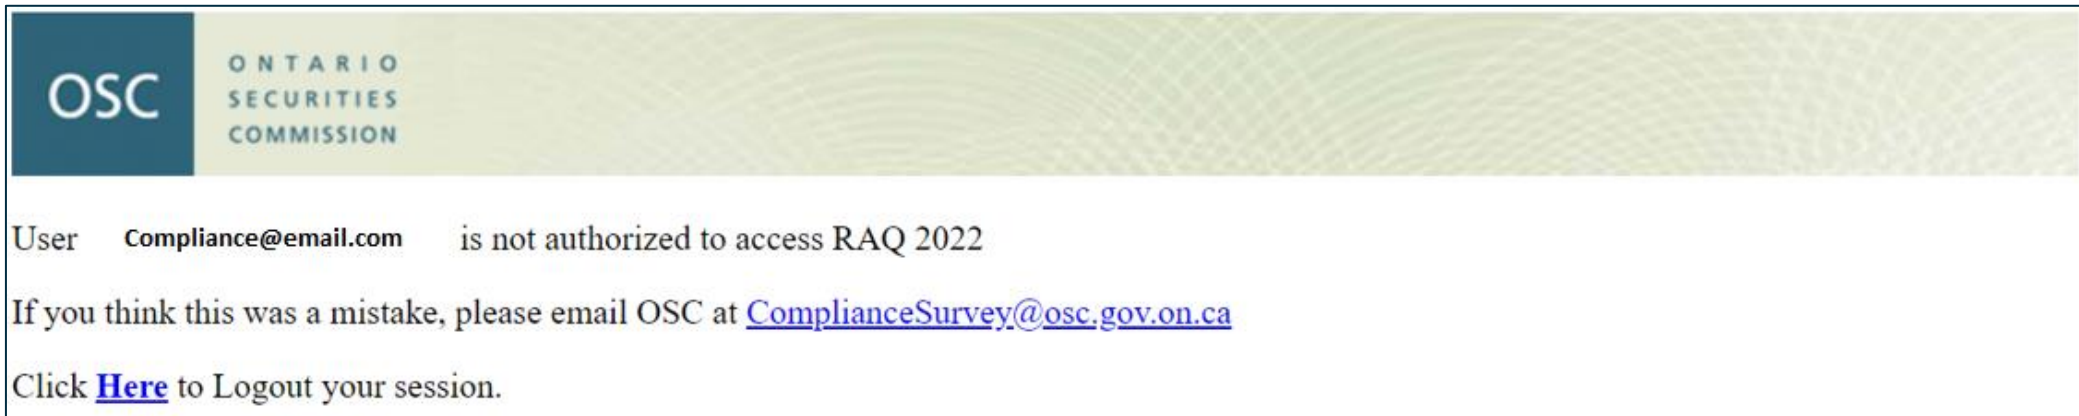 OSC
ONTARIO
SECURITIES
COMMISSION
User Compliance@email.com is not authorized to access RAQ 2022
If you think this was a mistake, please email OSC at ComplianceSurvey@osc.gov.on.ca
Click Here to Logout your session.